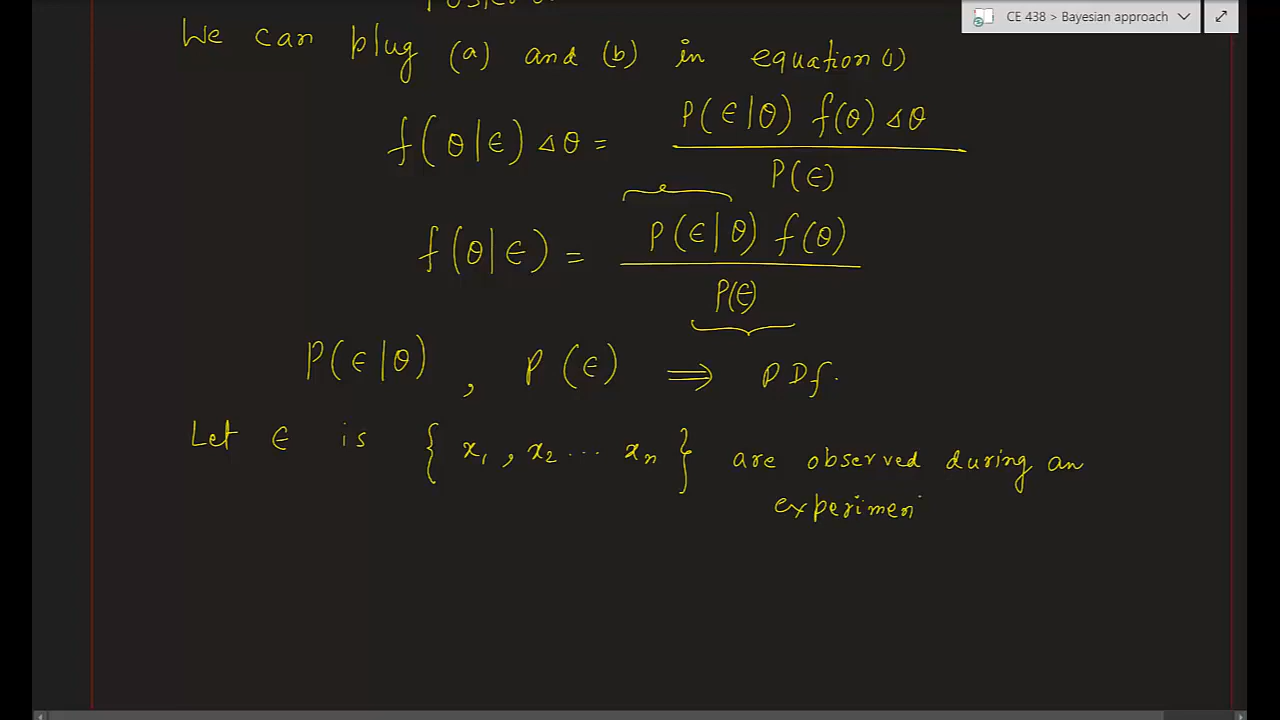 CE 438 > Bayesian approach
We can plug (a) and (b) in equation (1)
f(θ|ϵ) Δθ = P(ϵ|θ) f(θ) Δθ / P(ϵ)
f(θ|ϵ) = P(ϵ|θ) f(θ) / P(ϵ)
P(ϵ|θ) , P(ϵ) ⇒ PDf.
Let ϵ is { x₁ , x₂ ... xₙ } are observed during an
experimen